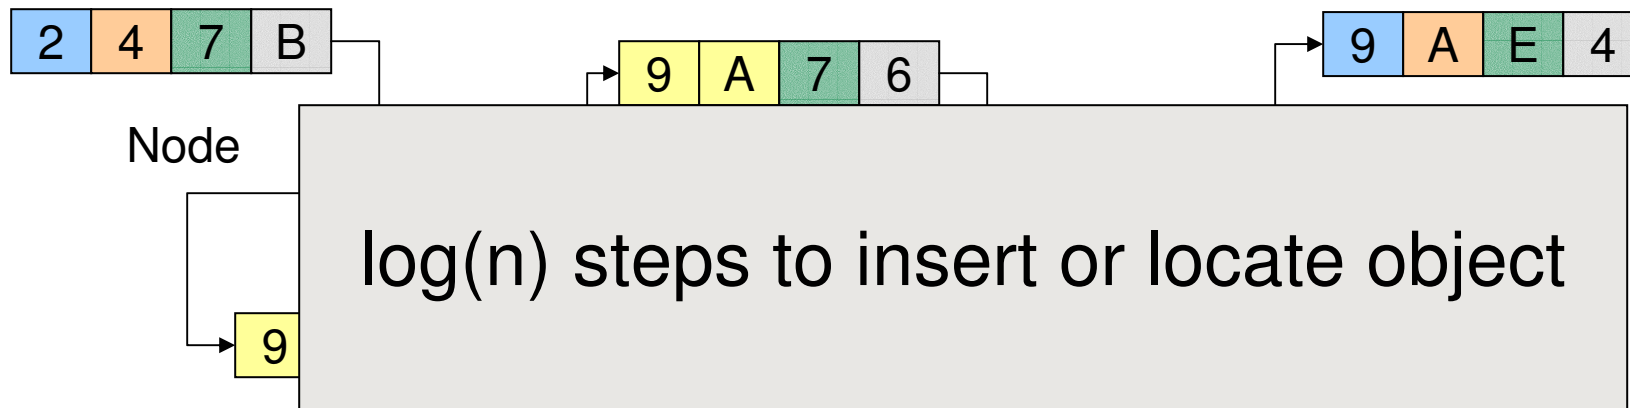 2 4 7 B
9 A 7 6
9 A E 4
Node
log(n) steps to insert or locate object
9